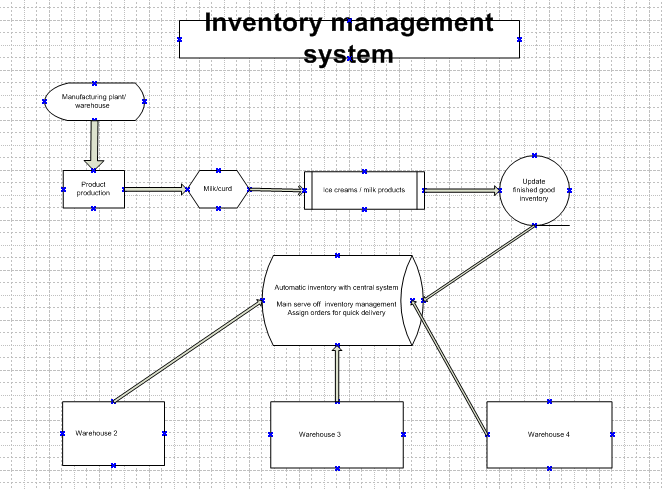 Inventory management
system
Manufacturing plant/
warehouse
Product
production
Milk/curd
Ice creams / milk products
Update
finished good
inventory
Automatic inventory with central system
Main serve off inventory management
Assign orders for quick delivery
Warehouse 2
Warehouse 3
Warehouse 4